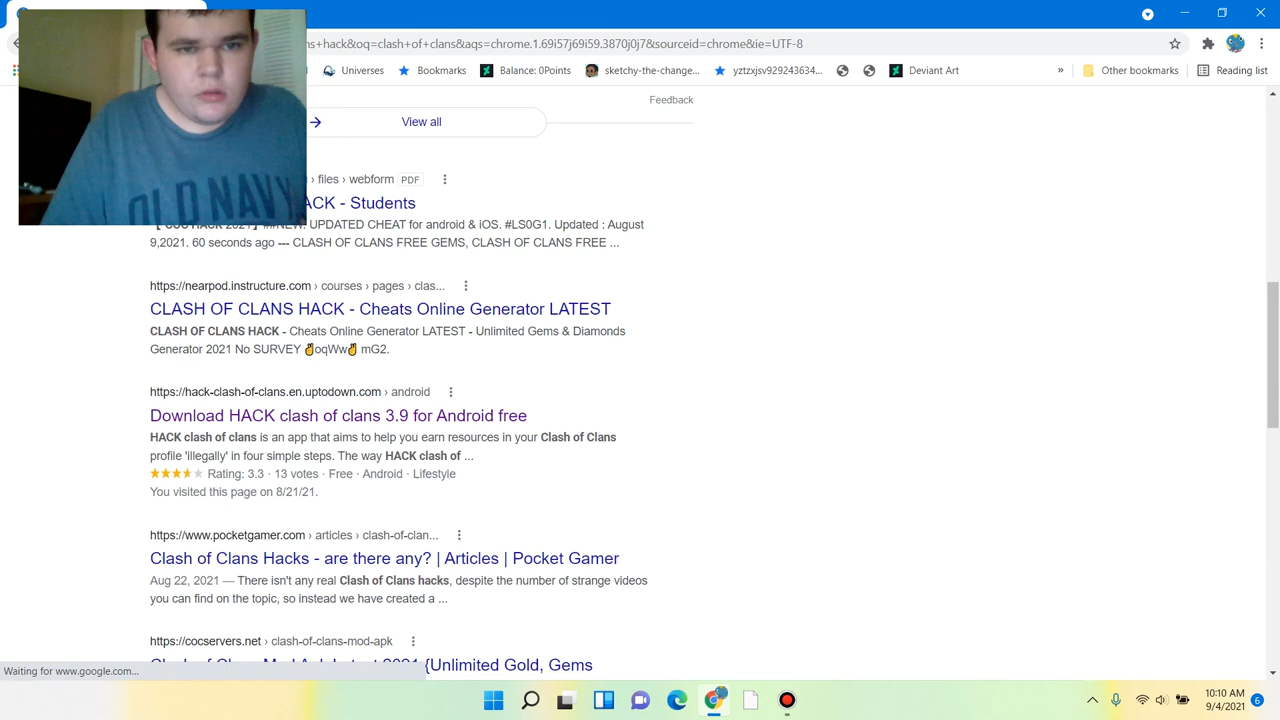 ns+hack&oq=clash+of+clans&aqs=chrome.1.69i57j69i59.3870j0j7&sourceid=chrome&ie=UTF-8
Universes Bookmarks Balance: Tools sketchy-the-change... yztzxjsv929243634... Deviant Art » Other bookmarks Reading list
Feedback
View all
› files › webform PDF
ACK - Students
UPDATED CHEAT for android & iOS. #LS0G1. Updated : August
9,2021. 60 seconds ago --- CLASH OF CLANS FREE GEMS, CLASH OF CLANS FREE ...
https://nearpod.instructure.com › courses › pages › clas...
CLASH OF CLANS HACK - Cheats Online Generator LATEST
CLASH OF CLANS HACK - Cheats Online Generator LATEST - Unlimited Gems & Diamonds
Generator 2021 No SURVEY ✌oqWw✌ mG2.
https://hack-clash-of-clans.en.uptodown.com › android
Download HACK clash of clans 3.9 for Android free
HACK clash of clans is an app that aims to help you earn resources in your Clash of Clans
profile 'illegally' in four simple steps. The way HACK clash of ...
Rating: 3.3 · 13 votes · Free · Android · Lifestyle
You visited this page on 8/21/21.
https://www.pocketgamer.com › articles › clash-of-clan...
Clash of Clans Hacks - are there any? | Articles | Pocket Gamer
Aug 22, 2021 — There isn't any real Clash of Clans hacks, despite the number of strange videos
you can find on the topic, so instead we have created a ...
https://cocservers.net › clash-of-clans-mod-apk
{Unlimited Gold, Gems
Waiting for www.google.com...
OLD NAVY
10:10 AM
9/4/2021
6